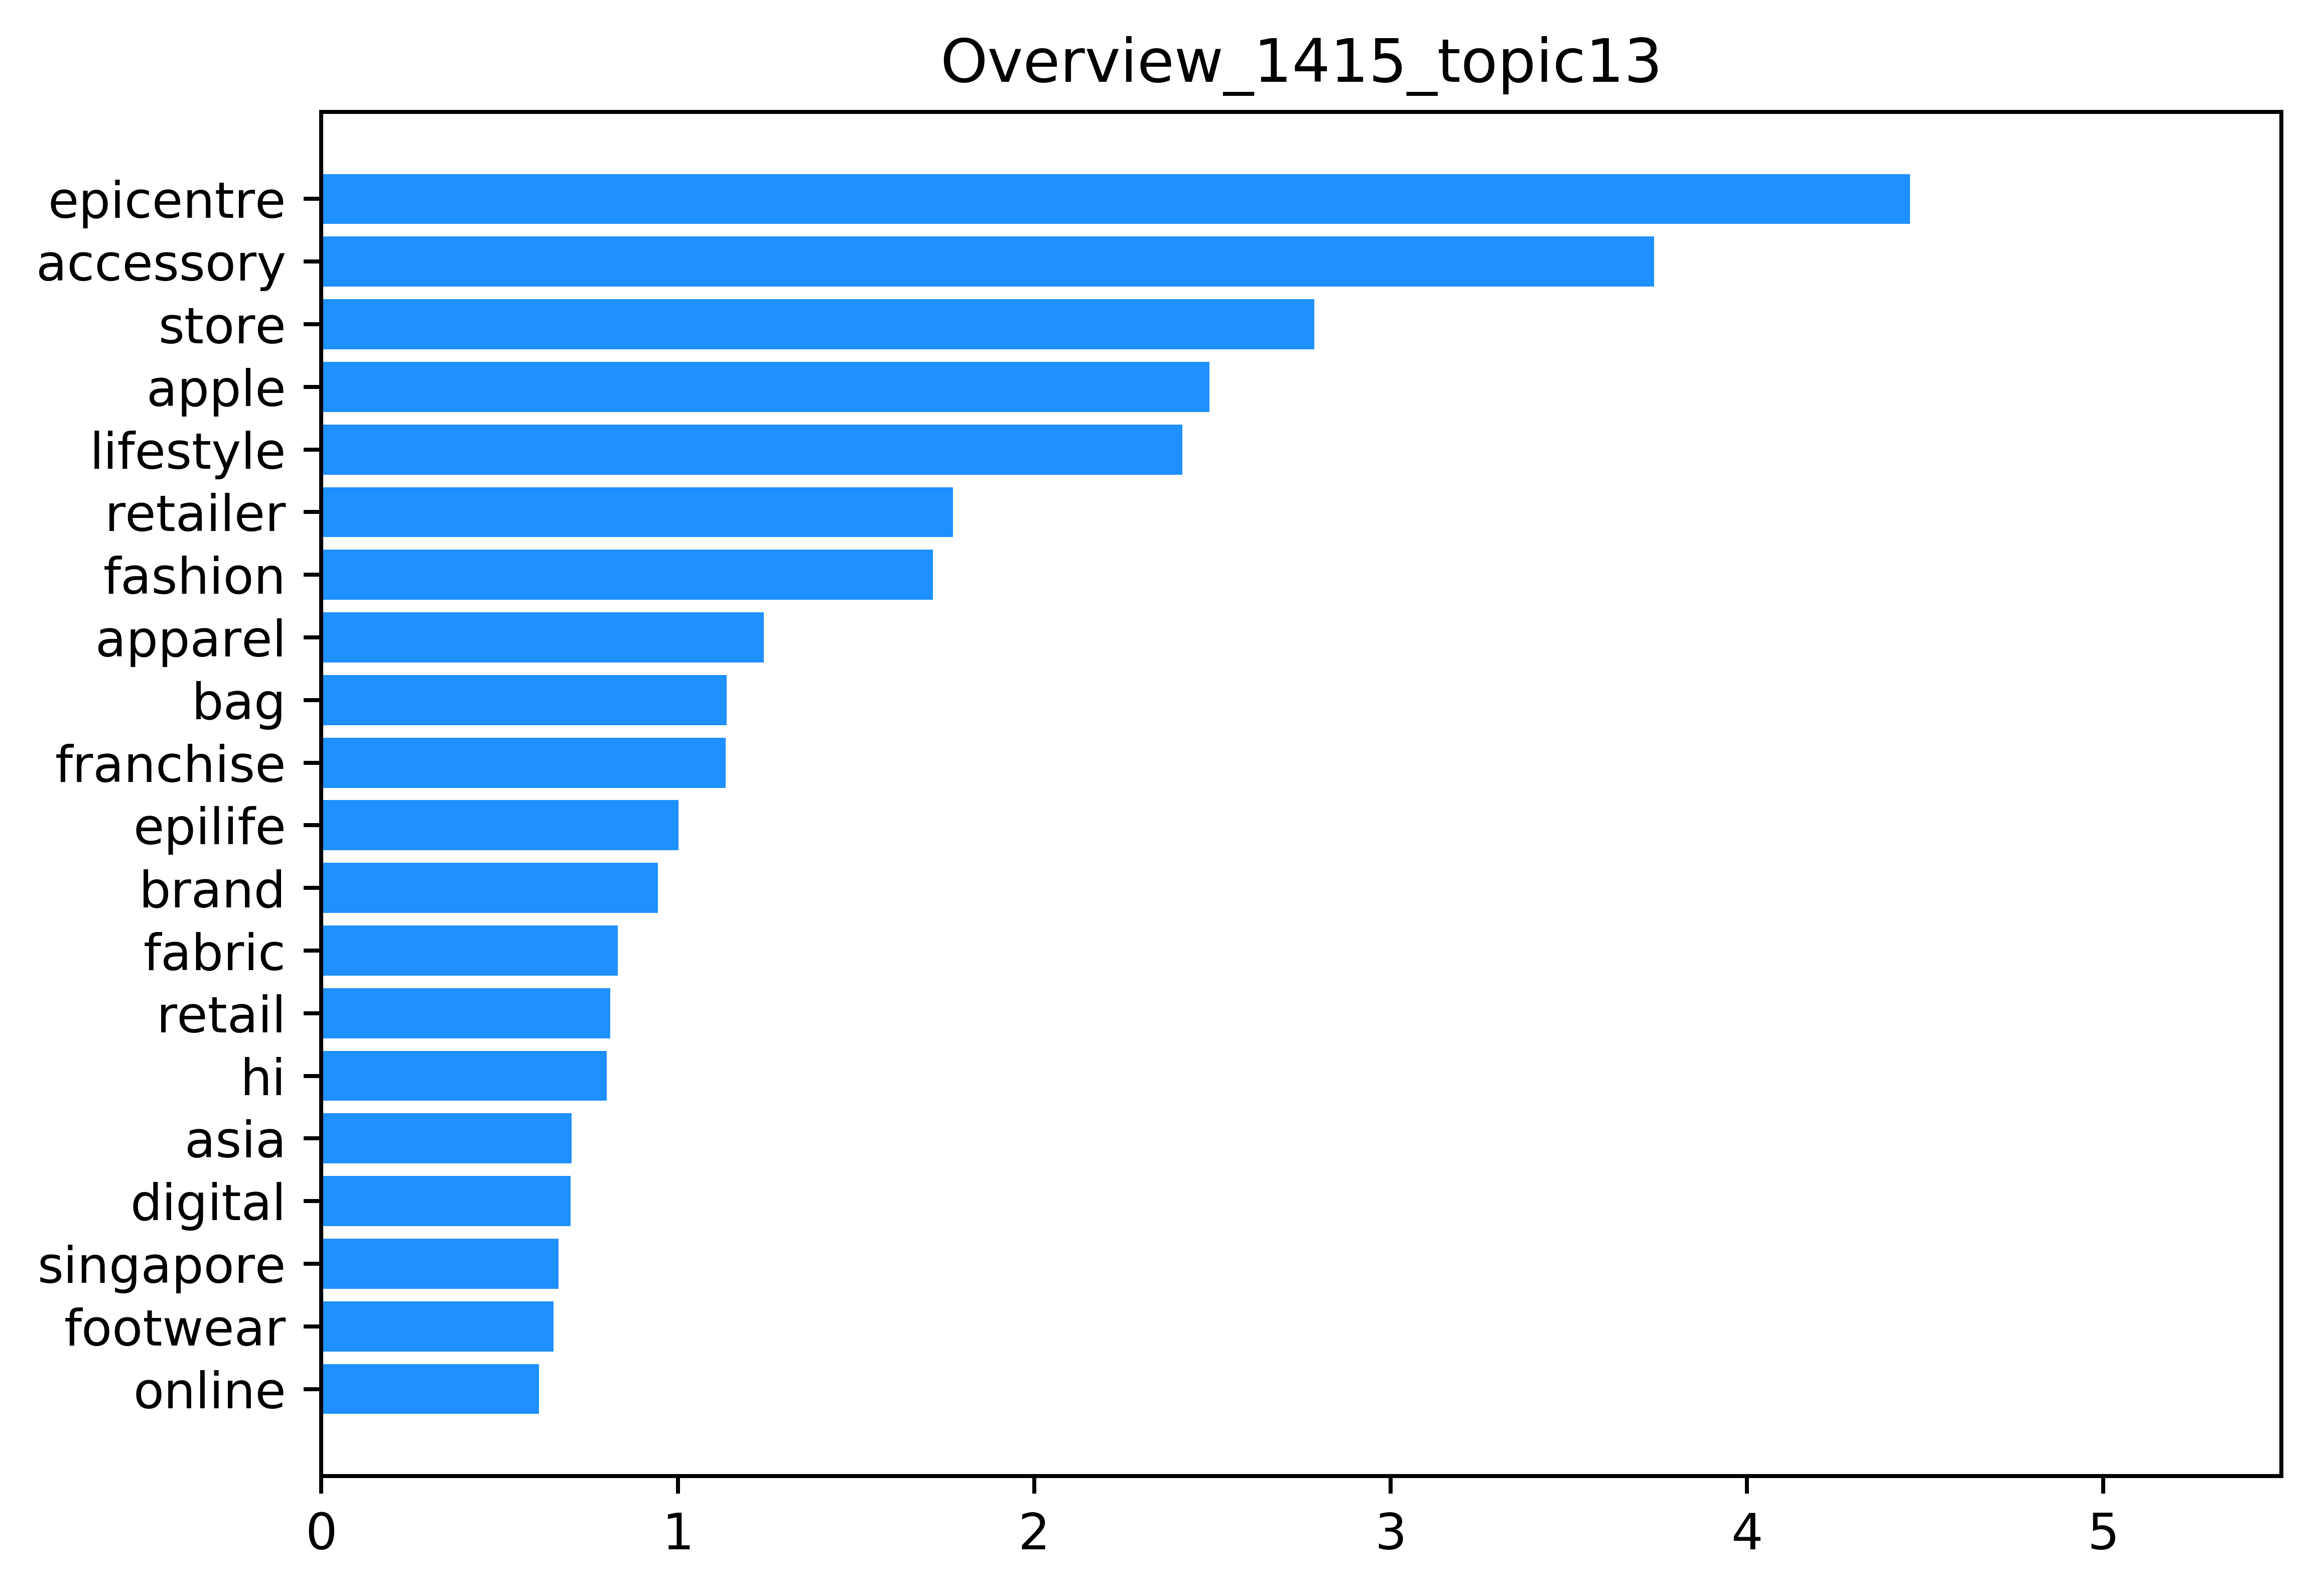 Overview_1415_topic13
epicentre
accessory
store
apple
lifestyle
retailer
fashion
apparel
bag
franchise
epilife
brand
fabric
retail
hi
asia
digital
singapore
footwear
online
0 1 2 3 4 5